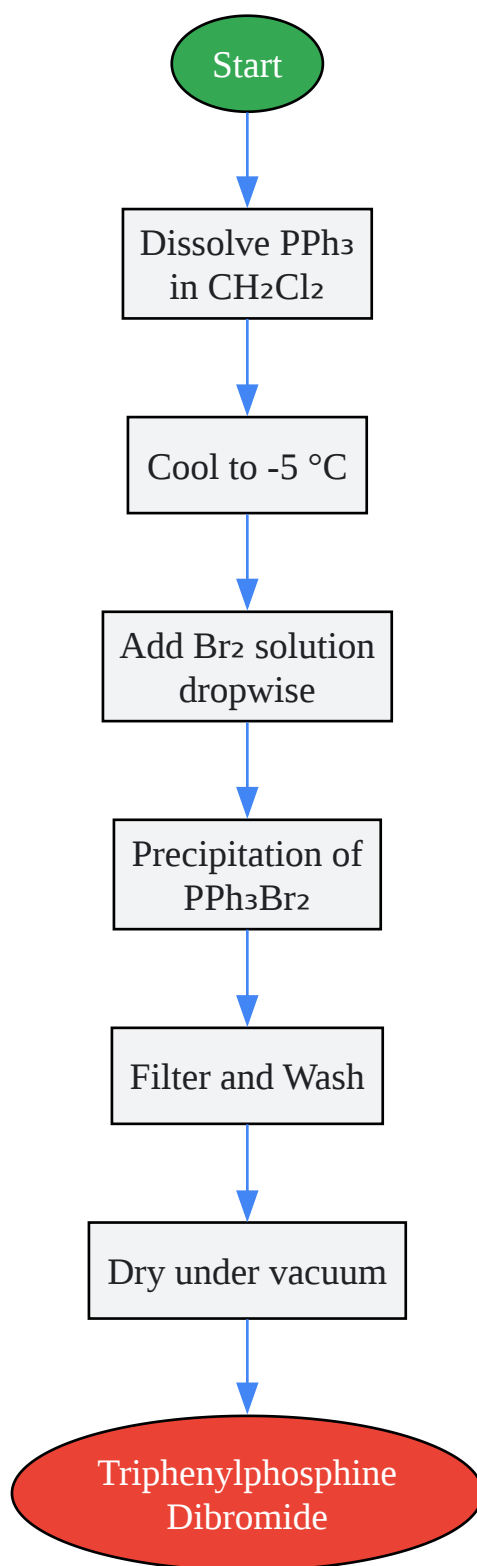 Start
Dissolve PPh₃
in CH₂Cl₂
Cool to -5 °C
Add Br₂ solution
dropwise
Precipitation of
PPh₃Br₂
Filter and Wash
Dry under vacuum
Triphenylphosphine
Dibromide